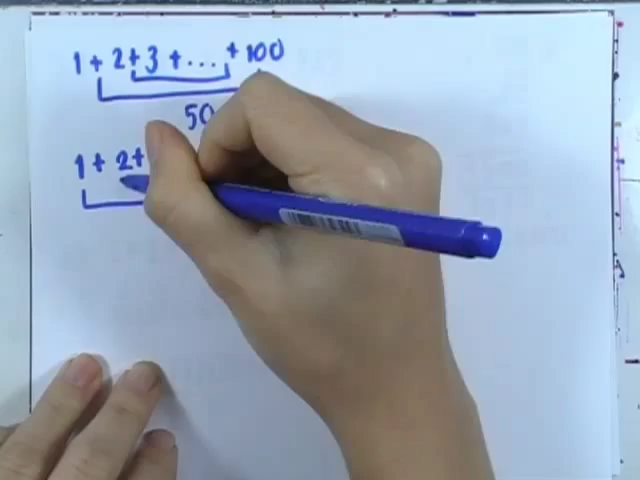 1 + 2 + 3 + ... + 100
50
1 + 2 +